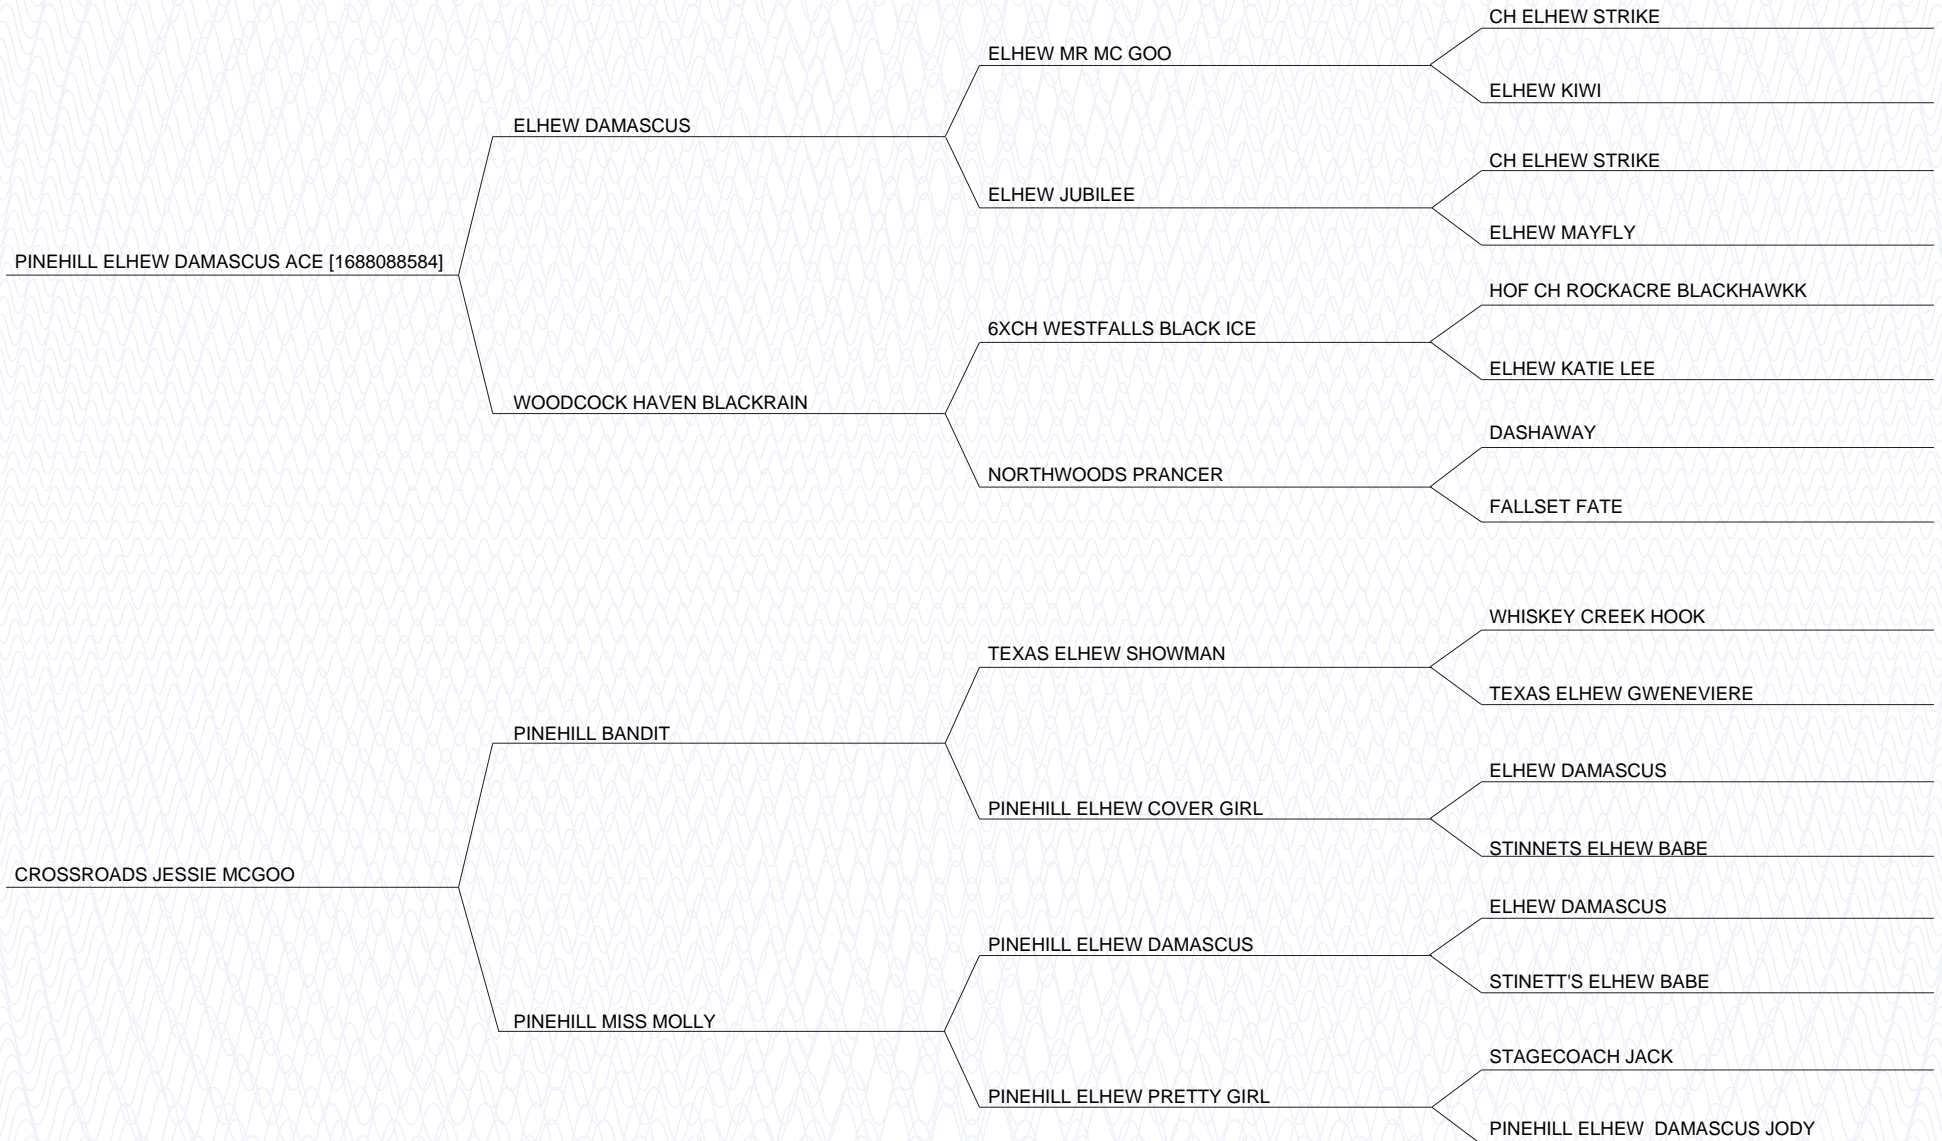 CH ELHEW STRIKE
ELHEW MR MC GOO
ELHEW KIWI
ELHEW DAMASCUS
CH ELHEW STRIKE
ELHEW JUBILEE
ELHEW MAYFLY
PINEHILL ELHEW DAMASCUS ACE [1688088584]
HOF CH ROCKACRE BLACKHAWKK
6XCH WESTFALLS BLACK ICE
ELHEW KATIE LEE
WOODCOCK HAVEN BLACKRAIN
DASHAWAY
NORTHWOODS PRANCER
FALLSET FATE
WHISKEY CREEK HOOK
TEXAS ELHEW SHOWMAN
TEXAS ELHEW GWENEVIERE
PINEHILL BANDIT
ELHEW DAMASCUS
PINEHILL ELHEW COVER GIRL
STINNETS ELHEW BABE
CROSSROADS JESSIE MCGOO
ELHEW DAMASCUS
PINEHILL ELHEW DAMASCUS
STINETT'S ELHEW BABE
PINEHILL MISS MOLLY
STAGECOACH JACK
PINEHILL ELHEW PRETTY GIRL
PINEHILL ELHEW  DAMASCUS JODY